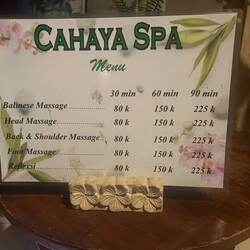 CAHAYA SPA
Menu
30 min 60 min 90 min
Balinese Massage 80 k 150 k 225 k
Head Massage 80 k 150 k 225 k
Back & Shoulder Massage 80 k 150 k 225 k
Foot Massage 80 k 150 k 225 k
Reflexi 80 k 150 k 225 k